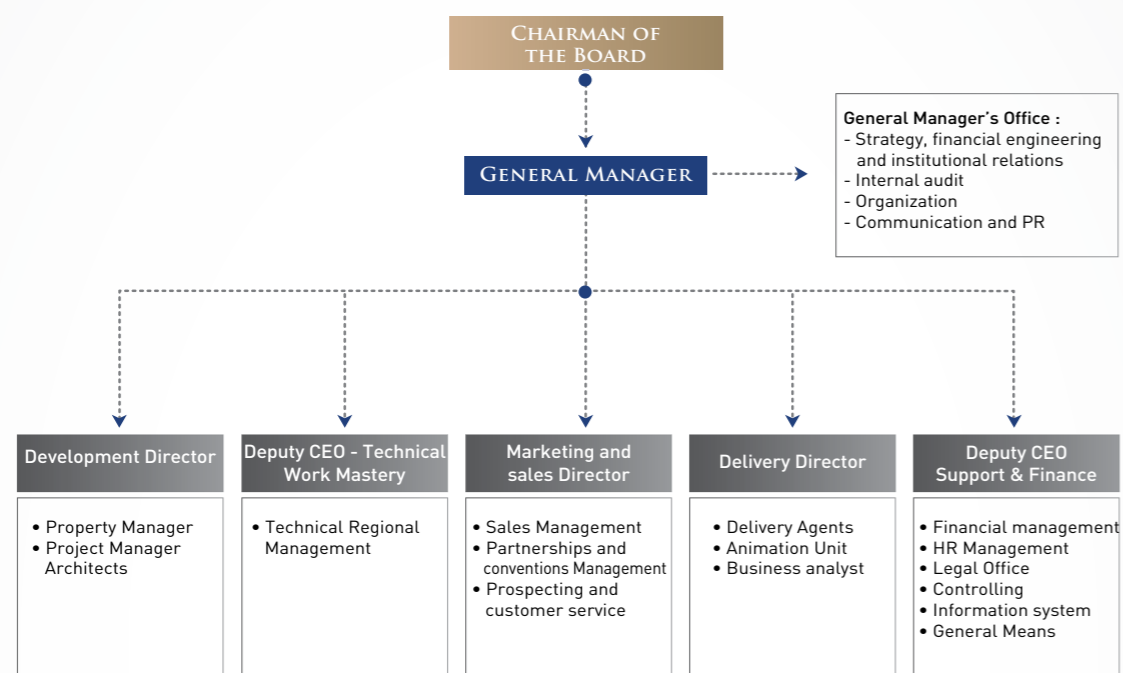 CHAIRMAN OF
THE BOARD
GENERAL MANAGER
General Manager's Office :
- Strategy, financial engineering
and institutional relations
- Internal audit
- Organization
- Communication and PR
Development Director
• Property Manager
• Project Manager
Architects
Deputy CEO - Technical
Work Mastery
• Technical Regional
Management
Marketing and
sales Director
• Sales Management
• Partnerships and
conventions Management
• Prospecting and
customer service
Delivery Director
• Delivery Agents
• Animation Unit
• Business analyst
Deputy CEO
Support & Finance
• Financial management
• HR Management
• Legal Office
• Controlling
• Information system
• General Means